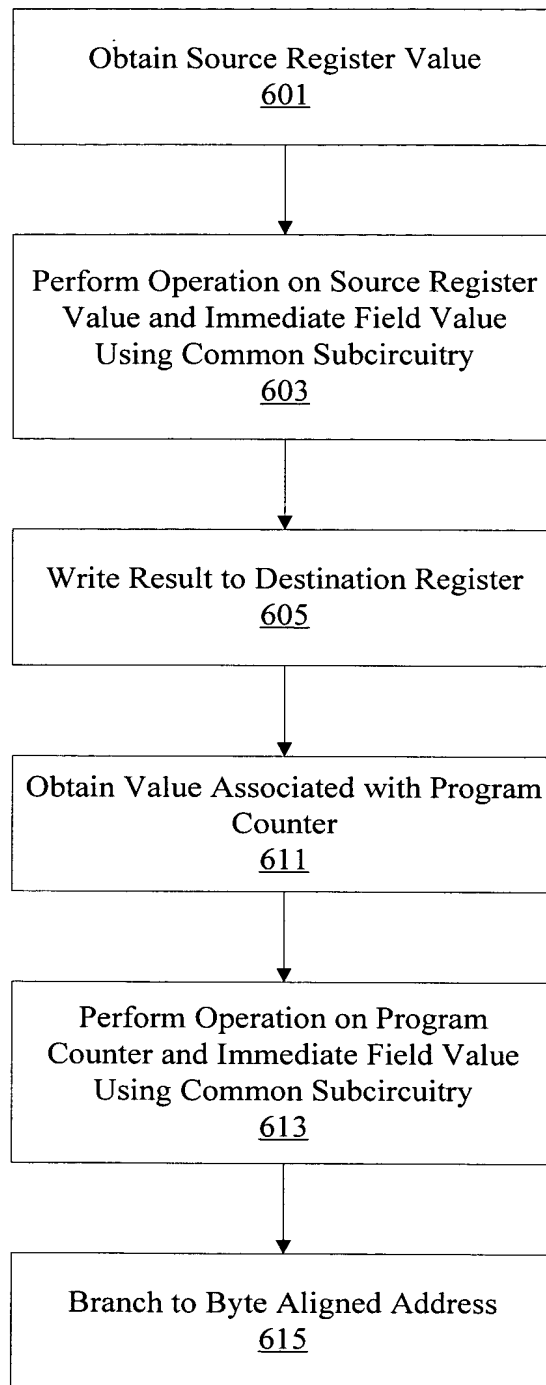 Obtain Source Register Value
601
Perform Operation on Source Register
Value and Immediate Field Value
Using Common Subcircuitry
603
Write Result to Destination Register
605
Obtain Value Associated with Program
Counter
611
Perform Operation on Program
Counter and Immediate Field Value
Using Common Subcircuitry
613
Branch to Byte Aligned Address
615